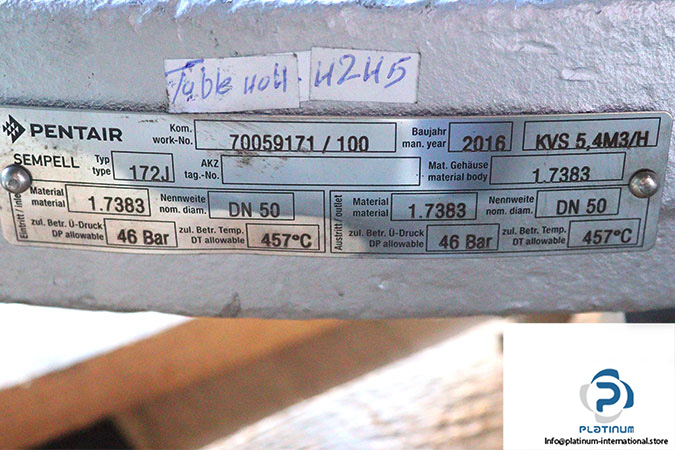 Table No4. H2H5
PENTAIR
SEMPELL
Kom.
work-No.
70059171 / 100
Baujahr
man. year
2016
KVS 5,4M3/H
Typ
type
172J
AKZ
tag.-No.
Mat. Gehäuse
material body
1.7383
Eintritt / inlet
Material
material
1.7383
Nennweite
nom. diam.
DN 50
zul. Betr. Ü-Druck
DP allowable
46 Bar
zul. Betr. Temp.
DT allowable
457°C
Austritt / outlet
Material
material
1.7383
Nennweite
nom. diam.
DN 50
zul. Betr. Ü-Druck
DP allowable
46 Bar
zul. Betr. Temp.
DT allowable
457°C
PLATINUM
Info@platinum-international.store